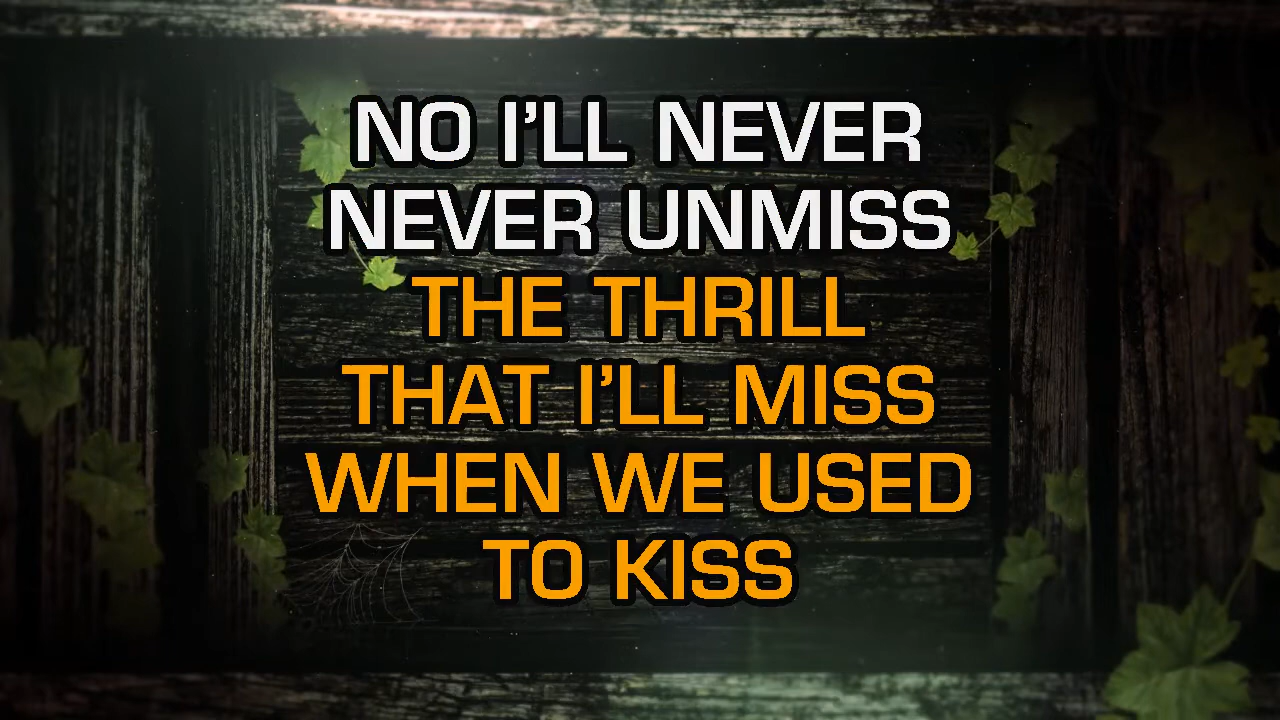 NO I’LL NEVER
NEVER UNMISS
THE THRILL
THAT I’LL MISS
WHEN WE USED
TO KISS